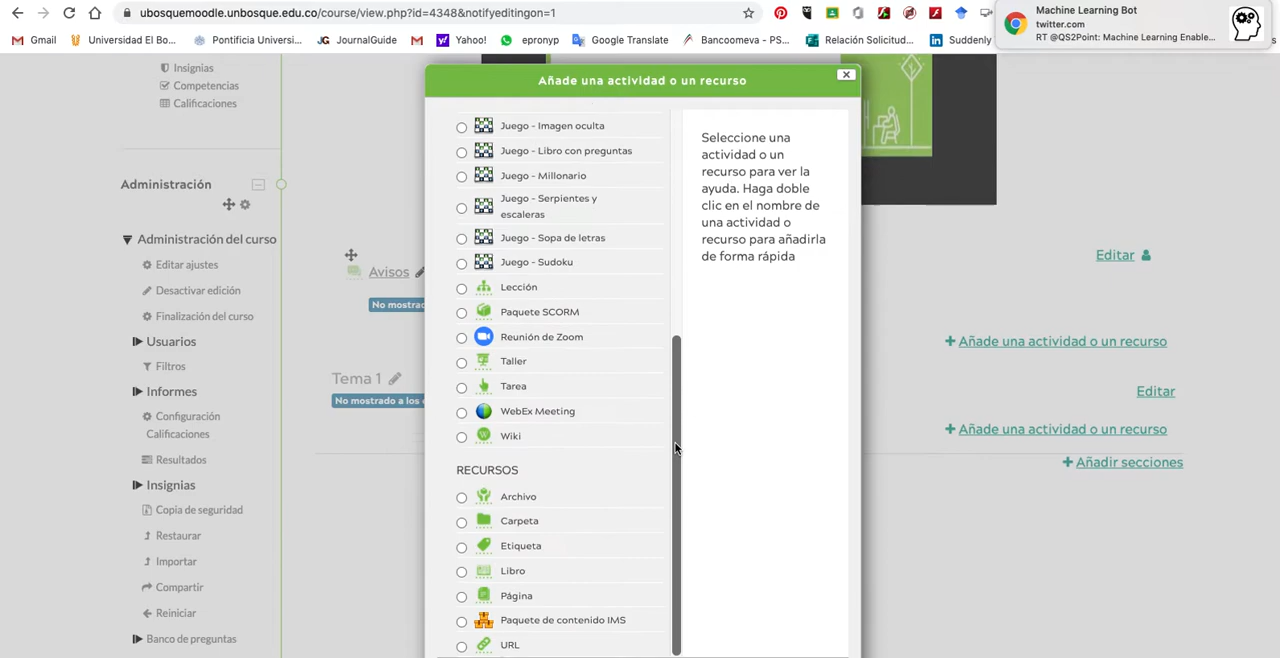 ubosquemoodle.unbosque.edu.co/course/view.php?id=4348&notifyeditingon=1
Machine Learning Bot
twitter.com
RT @QS2Point: Machine Learning Enable...
Gmail
Universidad El Bo...
Pontificia Universi...
JG JournalGuide
Yahoo!
epronyp
Google Translate
Bancoomeva - PS...
Relación Solicitud...
Suddenly
Insignias
Competencias
Calificaciones
Administración
Administración del curso
Editar ajustes
Desactivar edición
Finalización del curso
Usuarios
Filtros
Informes
Configuración
Calificaciones
Resultados
Insignias
Copia de seguridad
Restaurar
Importar
Compartir
Reiniciar
Banco de preguntas
Avisos
No mostrad
Tema 1
No mostrado a los e
Añade una actividad o un recurso
Juego - Imagen oculta
Juego - Libro con preguntas
Juego - Millonario
Juego - Serpientes y
escaleras
Juego - Sopa de letras
Juego - Sudoku
Lección
Paquete SCORM
Reunión de Zoom
Taller
Tarea
WebEx Meeting
Wiki
RECURSOS
Archivo
Carpeta
Etiqueta
Libro
Página
Paquete de contenido IMS
URL
Seleccione una
actividad o un
recurso para ver la
ayuda. Haga doble
clic en el nombre de
una actividad o
recurso para añadirla
de forma rápida
Editar
+ Añade una actividad o un recurso
Editar
+ Añade una actividad o un recurso
+ Añadir secciones